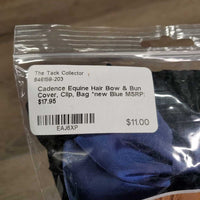 The Tack Collector
846159-203
Cadence Equine Hair Bow & Bun
Cover, Clip, Bag *new Blue MSRP:
$17.95
EAJ6XP
$11.00